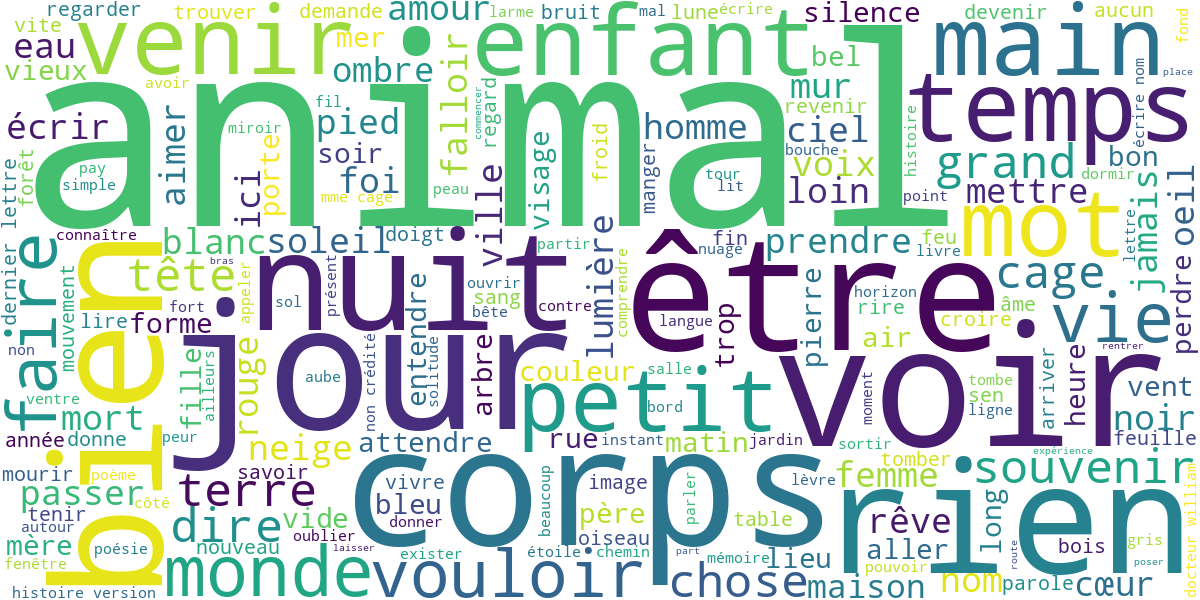 regarder
trouver
demande
amour
larme
bruit
mal
lune
écrire
devenir
aucun
fond
vite
venir
mer
enfant
silence
main
eau
vieux
avoir
ombre
falloir
regard
commencer
bel
mur
revenir
place
temps
écrire nom
animal
écrir
miroir
fil
pied
homme
ciel
bouche
histoire
bon
forêt
pay
simple
aimer
ici
porte
soir
foi
mme cage
peau
visage
froid
manger
tour
lit
voix
loin
grand
mettre
dormir
point
jamais
dernier lettre
connaître
blanc
soleil
doigt
ville
partir
lumière
nuage
fin
prendre
feu
livre
mot
lettre
perdre oeil
faire
bien
tête
bras
nuit
ouvrir
sang
bête
contre
comprendre
être
langue
trop
pierre
horizon
rire
âme
cage
vie
mouvement
fort
appeler
sol
présent
entendre
croire
air
lire
forme
non
jour
rouge
fille
ailleurs
aube
non crédité
solitude
arbre
couleur
salle
petit
bord
voir
moment
tombe
sen
ligne
arriver
heure
rentrer
vent
noir
ventre
mort
année
donne
peur
neige
attendre
rue
instant
matin
jardin
sortir
tomber
expérience
feuille
mourir
poème
savoir
passer
côté
terre
vivre
bleu
donner
corps
beaucoup
image
lèvre
père
parler
table
femme
rien
souvenir
long
rêve
tenir
autour
mère
poésie
fenêtre
dire
vide
nouveau
oublier
laisser
exister
étoile
chemin
oiseau
part
mémoire
lieu
aller
pouvoir
route
bois
gris
poser
docteur william
histoire version
monde
vouloir
chose
maison
nom
parole
cœur